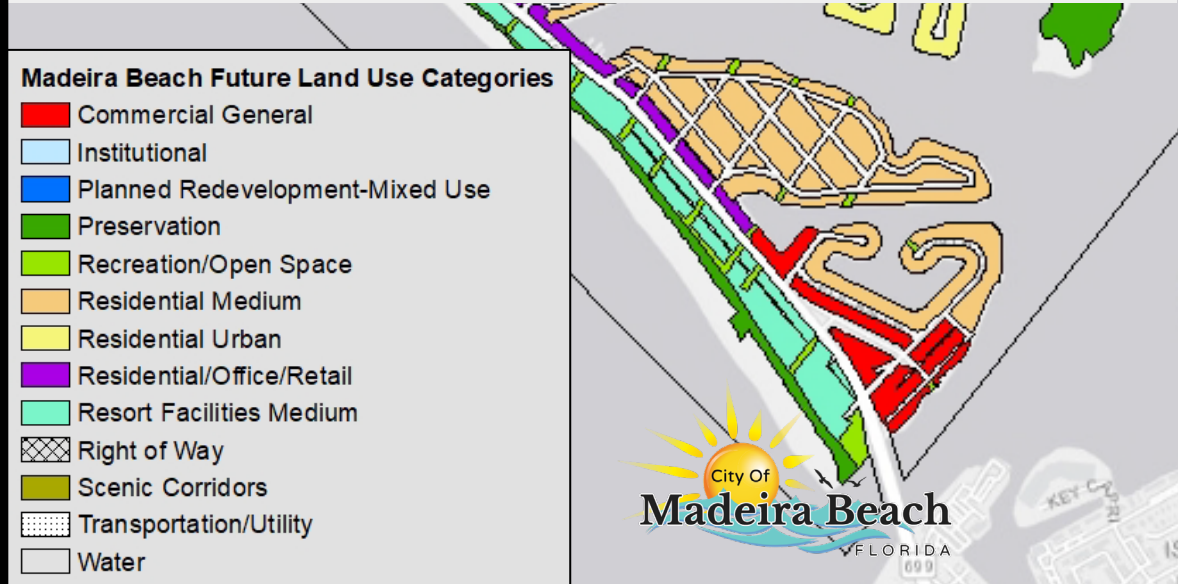 Madeira Beach Future Land Use Categories
Commercial General
Institutional
Planned Redevelopment-Mixed Use
Preservation
Recreation/Open Space
Residential Medium
Residential Urban
Residential/Office/Retail
Resort Facilities Medium
Right of Way
Scenic Corridors
Transportation/Utility
Water
City Of
Madeira Beach
FLORIDA
699
KEY CAPRI